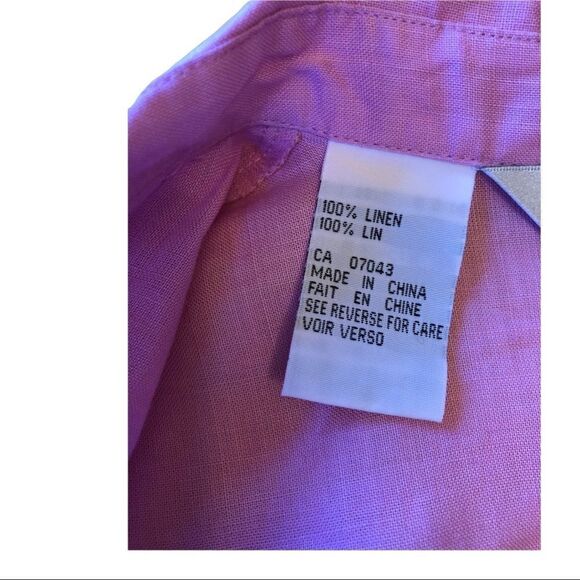 100% LINEN
100% LIN
CA 07043
MADE IN CHINA
FAIT EN CHINE
SEE REVERSE FOR CARE
VOIR VERSO